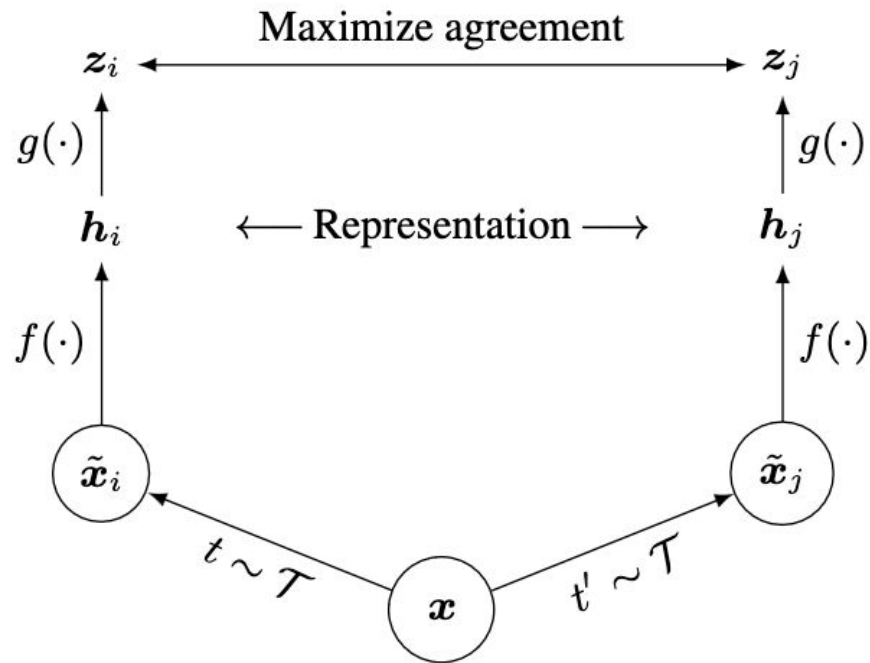 Maximize agreement
z_i z_j
g(·) g(·)
h_i ← Representation → h_j
f(·) f(·)
x̃_i x̃_j
t ∼ 𝒯 t' ∼ 𝒯
x